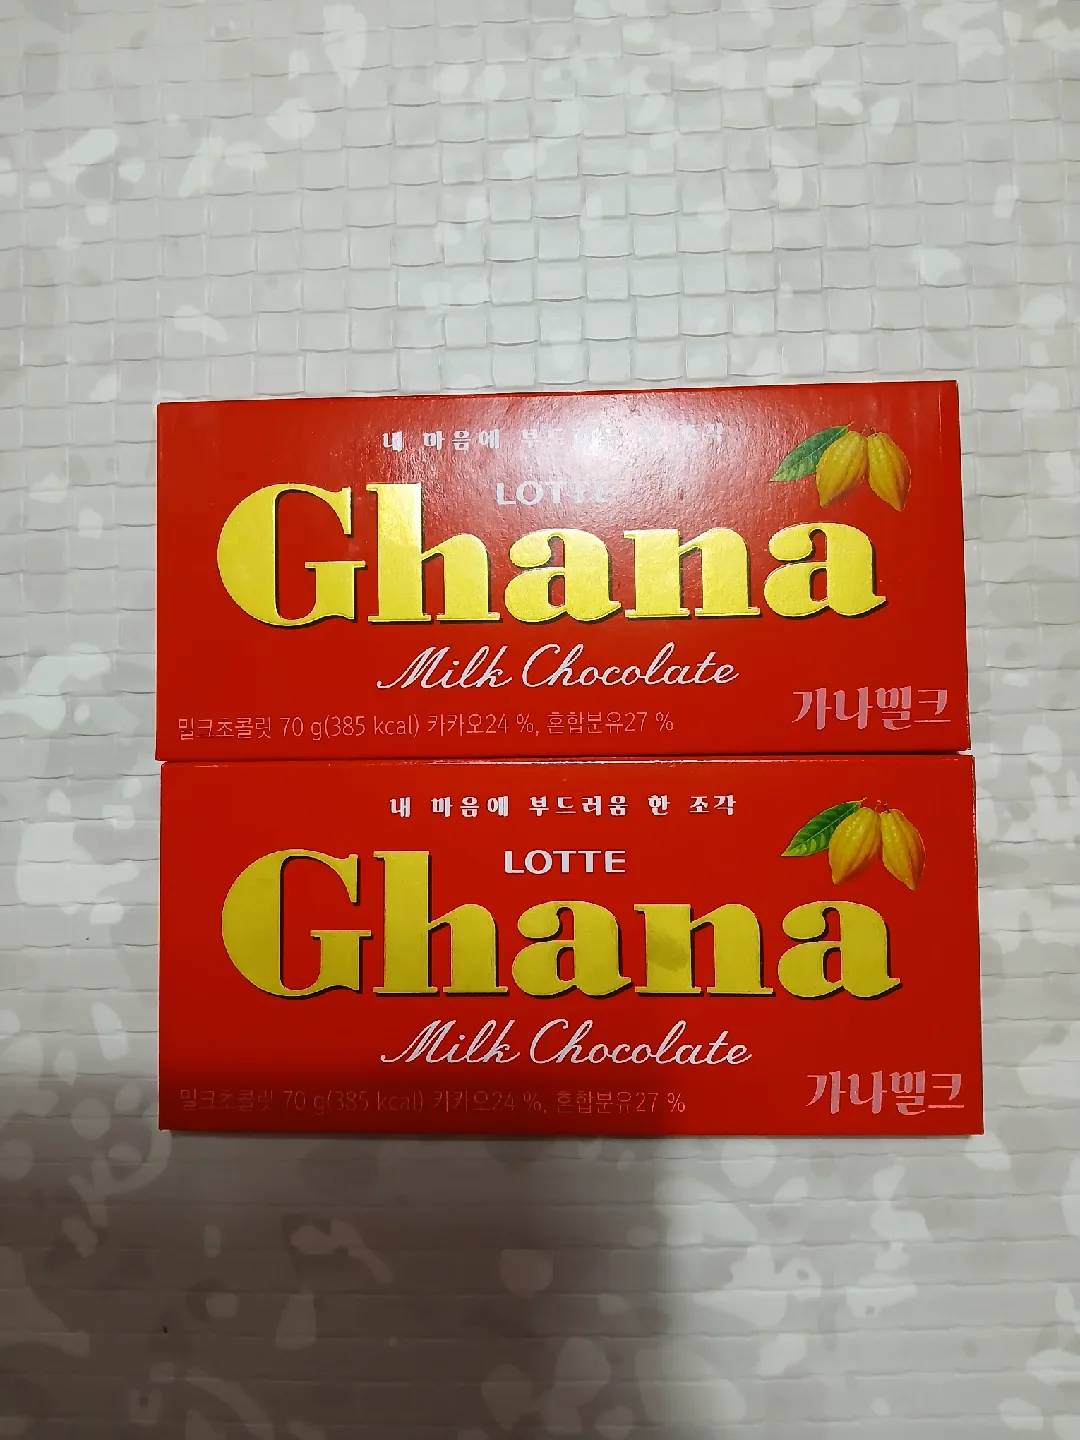 내 마음에 부드러움 한 조각
LOTTE
Ghana
Milk Chocolate
가나밀크
밀크초콜릿 70 g(385 kcal) 카카오24 %, 혼합분유27 %
내 마음에 부드러움 한 조각
LOTTE
Ghana
Milk Chocolate
가나밀크
밀크초콜릿 70 g(385 kcal) 카카오24 %, 혼합분유27 %